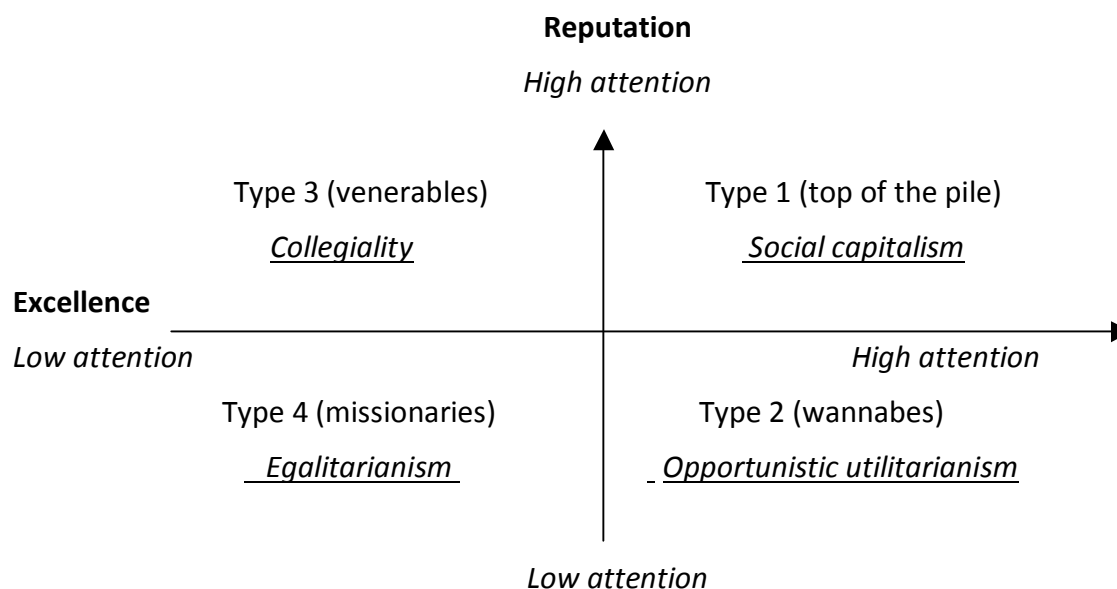 Reputation
High attention
Type 3 (venerables)
Type 1 (top of the pile)
Collegiality
Social capitalism
Excellence
Low attention
High attention
Type 4 (missionaries)
Type 2 (wannabes)
Egalitarianism
Opportunistic utilitarianism
Low attention